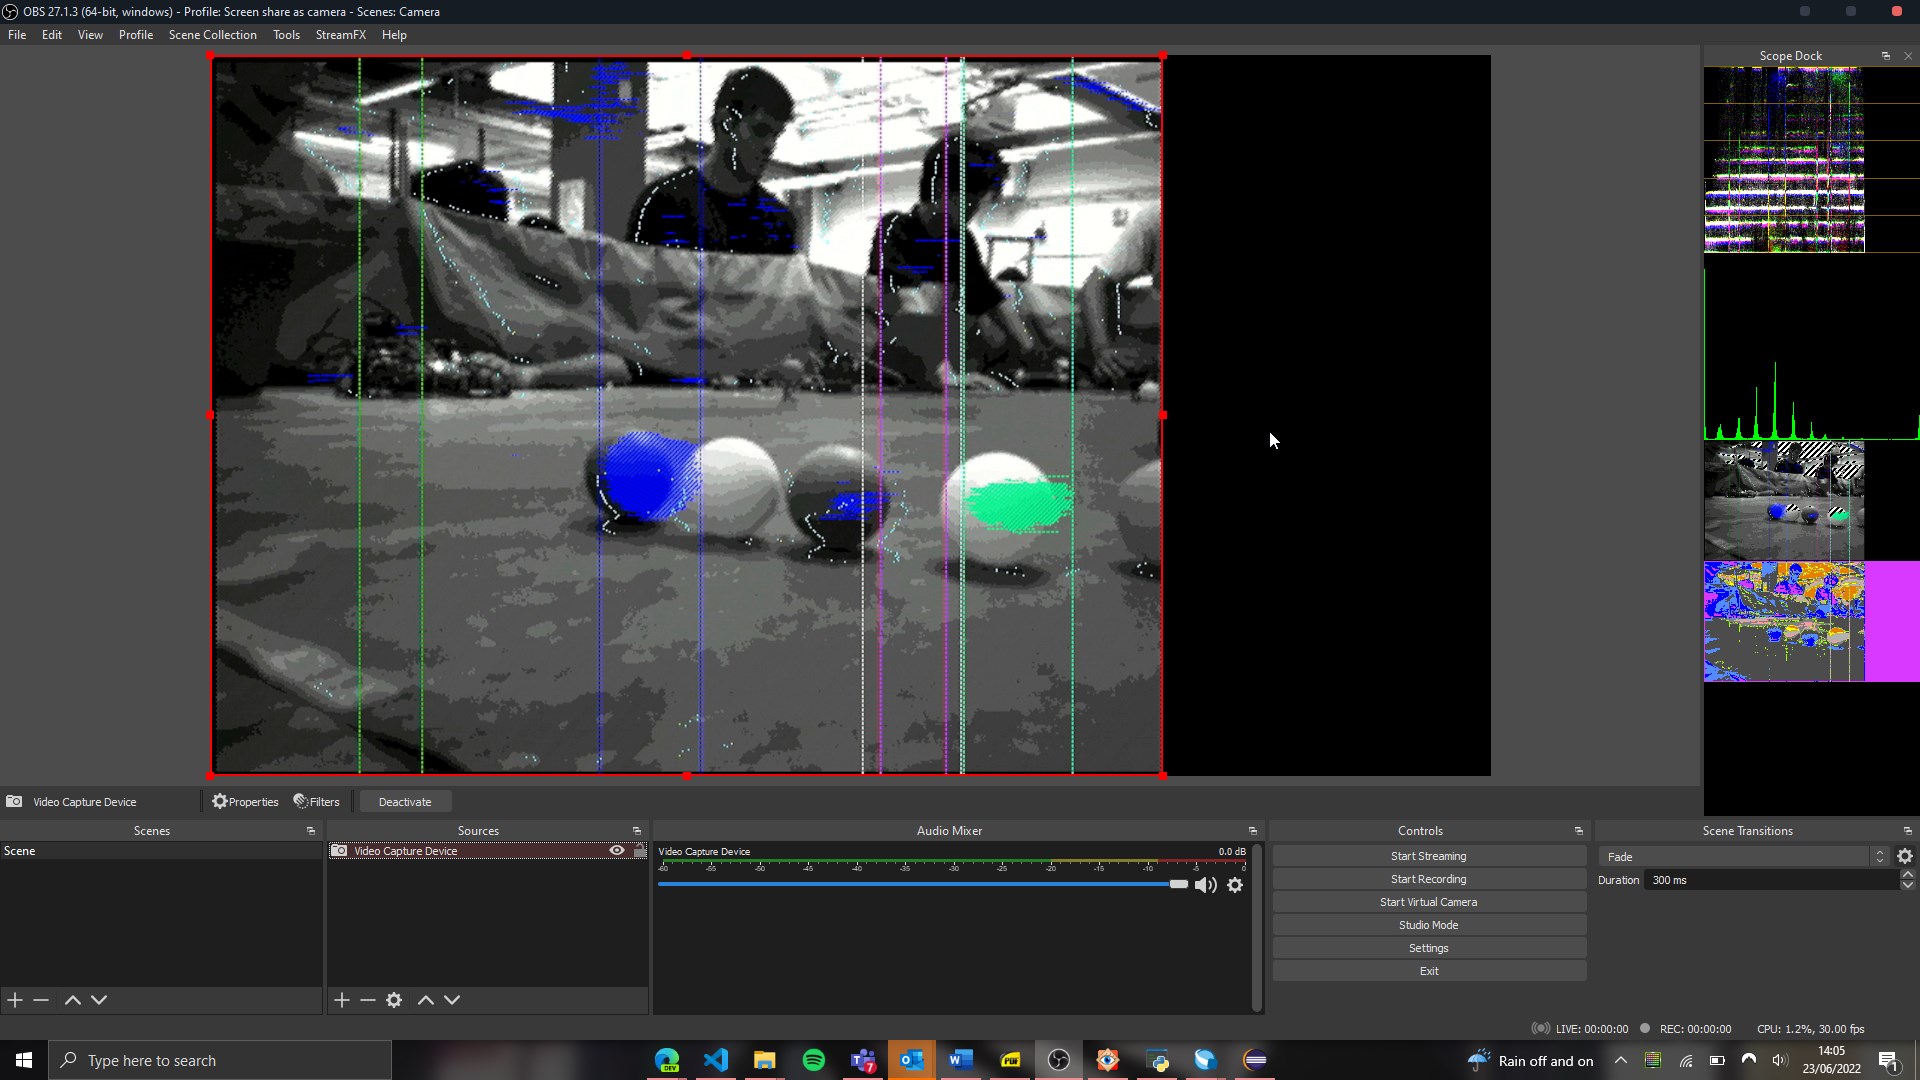 OBS 27.1.3 (64-bit, windows) - Profile: Screen share as camera - Scenes: Camera
File Edit View Profile Scene Collection Tools StreamFX Help
Scope Dock
Video Capture Device Properties Filters Deactivate
Scenes
Sources
Audio Mixer
Controls
Scene Transitions
Scene
Video Capture Device
Video Capture Device 0.0 dB
-60 -55 -50 -45 -40 -35 -30 -25 -20 -15 -10 -5 0
Start Streaming
Start Recording
Start Virtual Camera
Studio Mode
Settings
Exit
Fade
Duration 300 ms
LIVE: 00:00:00 REC: 00:00:00 CPU: 1.2%, 30.00 fps
Type here to search
DEV
7
W
PDF
Rain off and on
14:05
23/06/2022
1